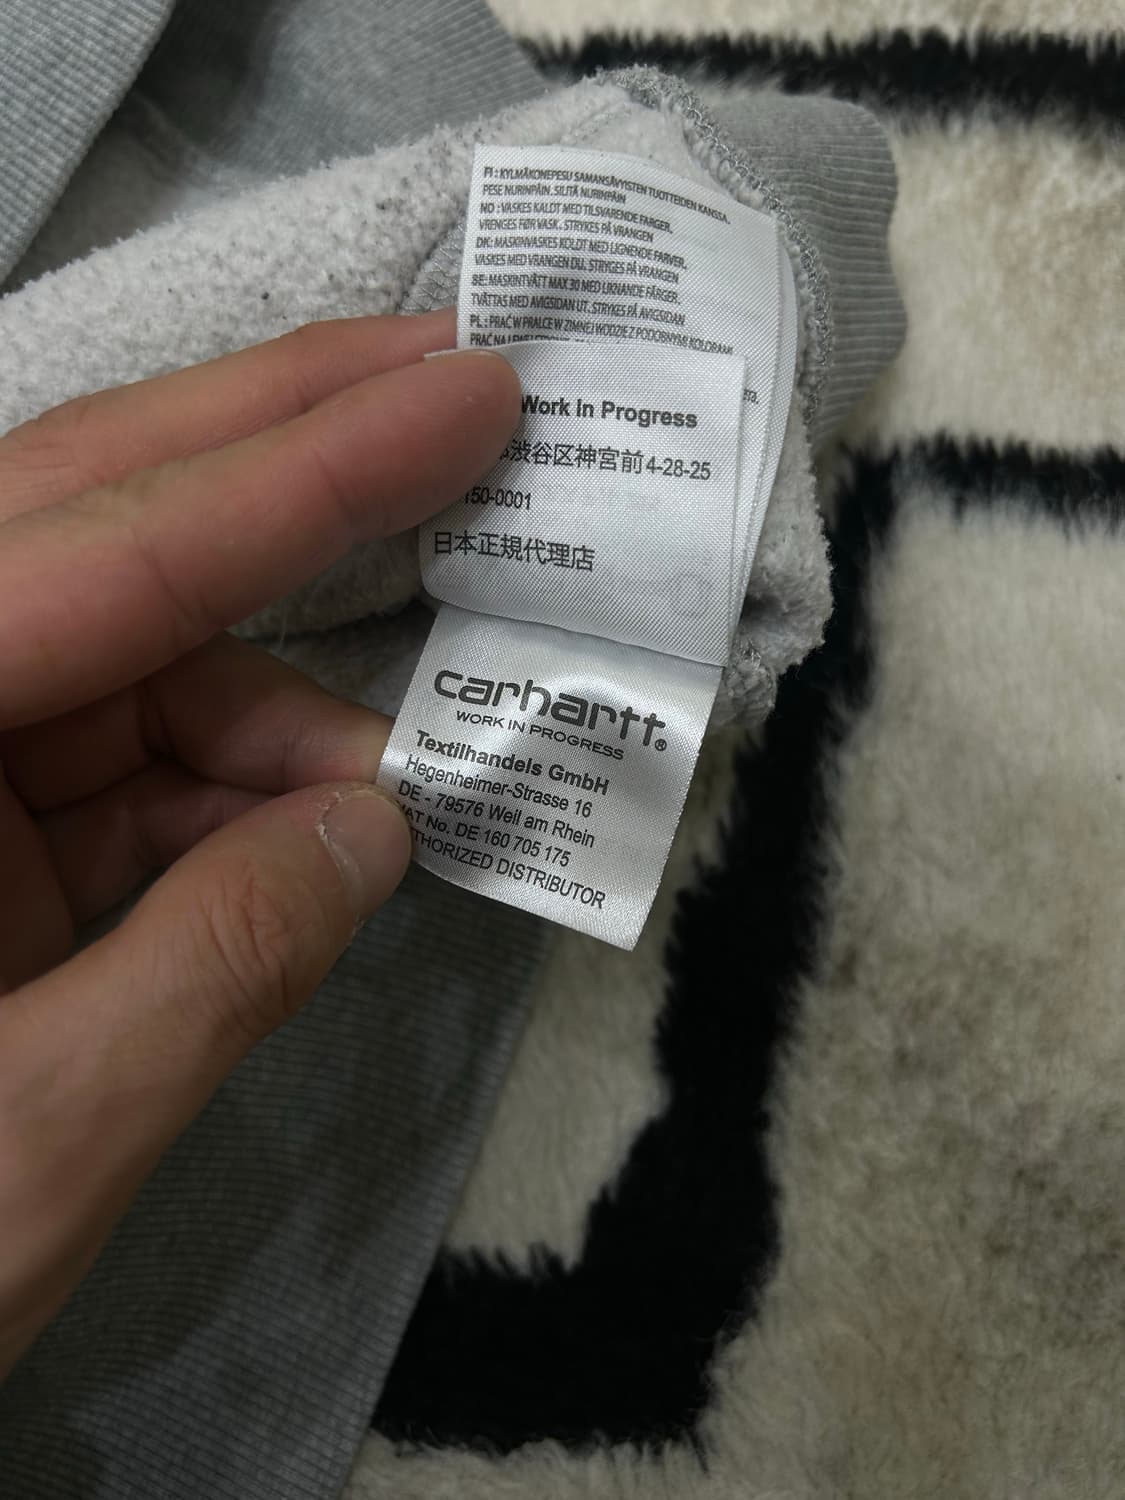 FI : KYLMÄKONEPESU SAMANSÄVYISTEN TUOTTEIDEN KANSSA.
PESE NURINPÄIN. SILITÄ NURINPÄIN
NO : VASKES KALDT MED TILSVARENDE FARGER.
VRENGES FØR VASK. STRYKES PÅ VRANGEN
DK: MASKINVASKES KOLDT MED LIGNENDE FARVER.
VASKES MED VRANGEN DU. STRYGES PÅ VRANGEN
SE: MASKINTVÄTT MAX 30 MED LIKNANDE FÄRGER.
TVÄTTAS MED AVIGSIDAN UT. STRYKES PÅ AVIGSIDAN
PL : PRAĆ W PRALCE W ZIMNEJ WODZIE Z PODOBNYMI KOLORAMI
PRAĆ NA
Work in Progress
渋谷区神宮前4-28-25
150-0001
日本正規代理店
carhartt®
WORK IN PROGRESS
Textilhandels GmbH
Hegenheimer-Strasse 16
DE - 79576 Weil am Rhein
VAT No. DE 160 705 175
THORIZED DISTRIBUTOR